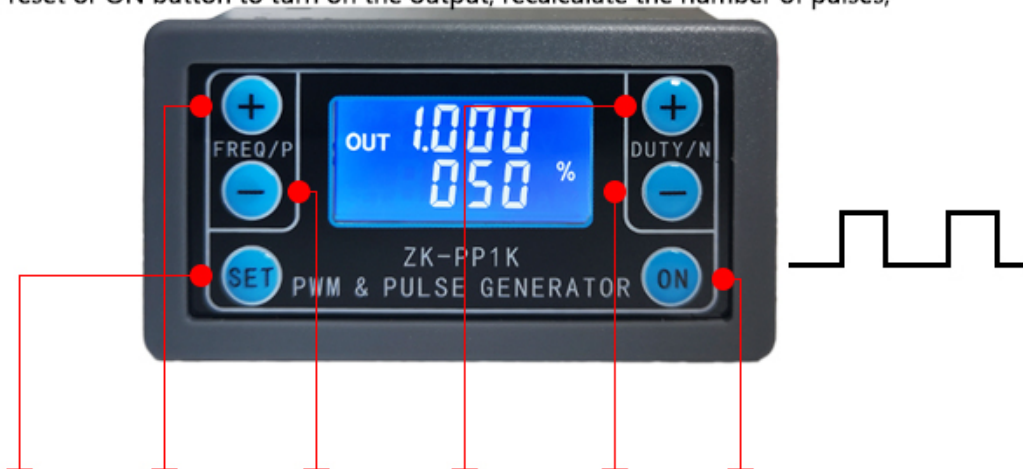 reset or ON button to turn on the output, recalculate the number of pulses;
+ +
FREQ/P OUT 1.000 DUTY/N
050 %
− −
ZK-PP1K
SET PWM & PULSE GENERATOR ON